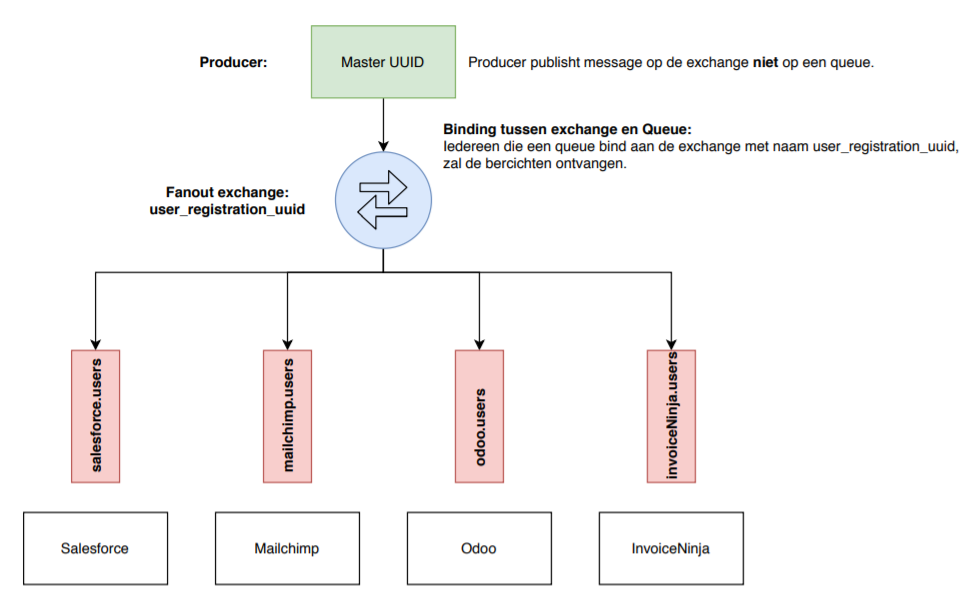 Producer:
Master UUID
Producer publisht message op de exchange niet op een queue.
Binding tussen exchange en Queue:
Iedereen die een queue bind aan de exchange met naam user_registration_uuid,
zal de bercichten ontvangen.
Fanout exchange:
user_registration_uuid
salesforce.users
mailchimp.users
odoo.users
invoiceNinja.users
Salesforce
Mailchimp
Odoo
InvoiceNinja